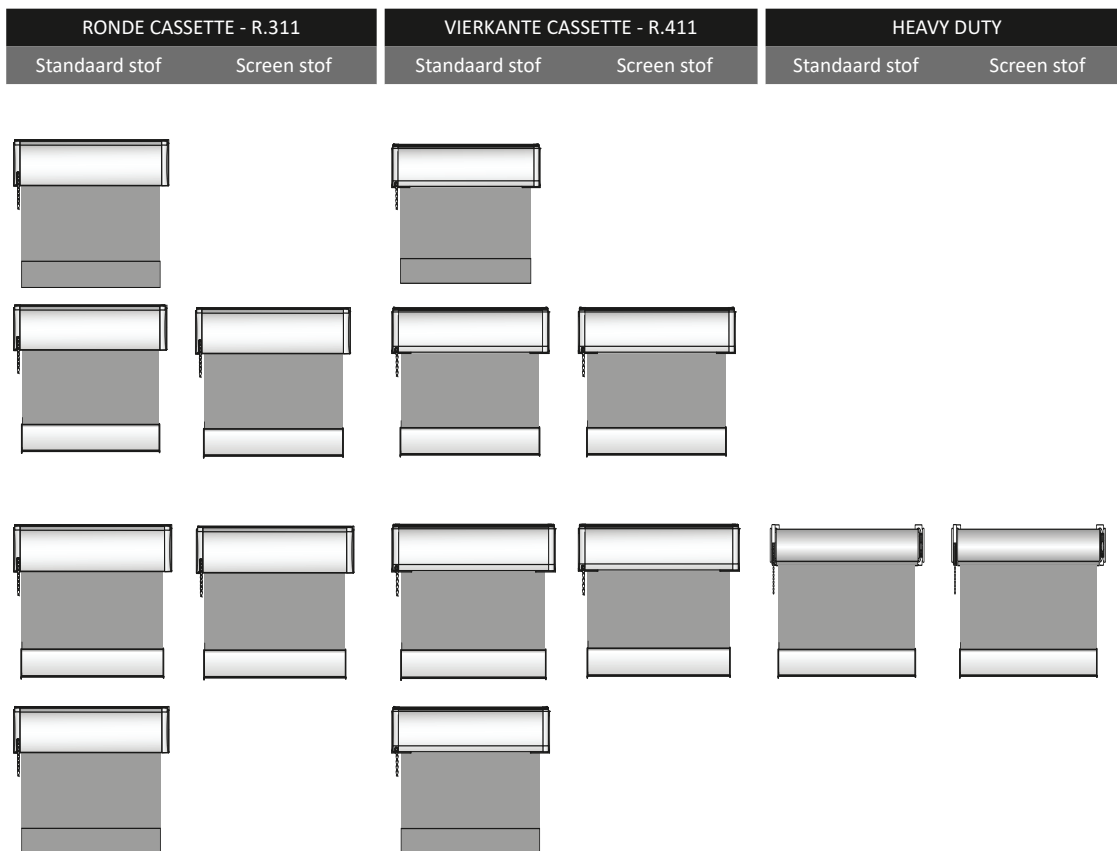 RONDE CASSETTE - R.311 VIERKANTE CASSETTE - R.411 HEAVY DUTY
Standaard stof Screen stof Standaard stof Screen stof Standaard stof Screen stof